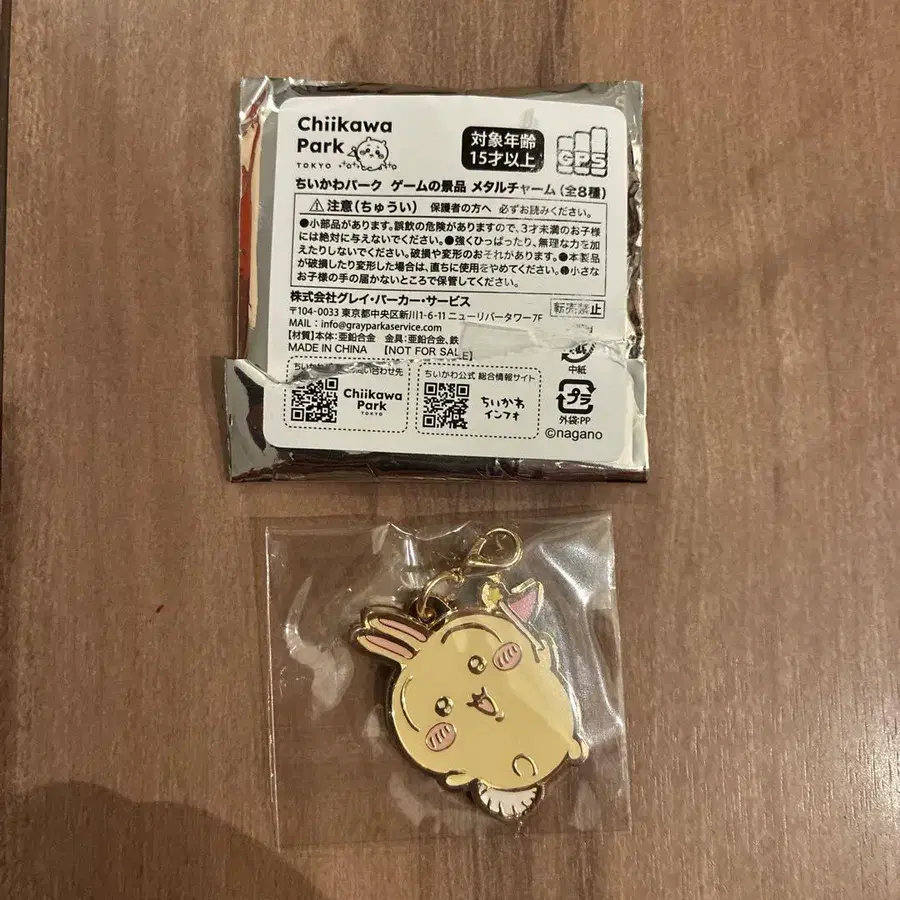 Chiikawa
Park
TOKYO
対象年齢
15才以上
GPS
ちいかわパーク ゲームの景品 メタルチャーム(全8種)
⚠注意(ちゅうい) 保護者の方へ 必ずお読みください。
●小部品があります。誤飲の危険がありますので、3才未満のお子様
には絶対に与えないでください。●強くひっぱったり、無理な力を加
えたりしないでください。破損や変形のおそれがあります。●本製品
が破損したり変形した場合は、直ちに使用をやめてください。●小さな
お子様の手の届かないところで保管してください。
株式会社グレイ・パーカー・サービス
転売禁止
〒104-0033 東京都中央区新川1-6-11 ニューリバータワー7F
MAIL:info@grayparkaservice.com
【材質】本体:亜鉛合金 金具:亜鉛合金、鉄
MADE IN CHINA 【NOT FOR SALE】
中紙
ちいかわ
い合わせ先
Chiikawa
Park
TOKYO
ちいかわ公式 総合情報サイト
ちいかわ
インフォ
プラ
外袋:PP
©nagano